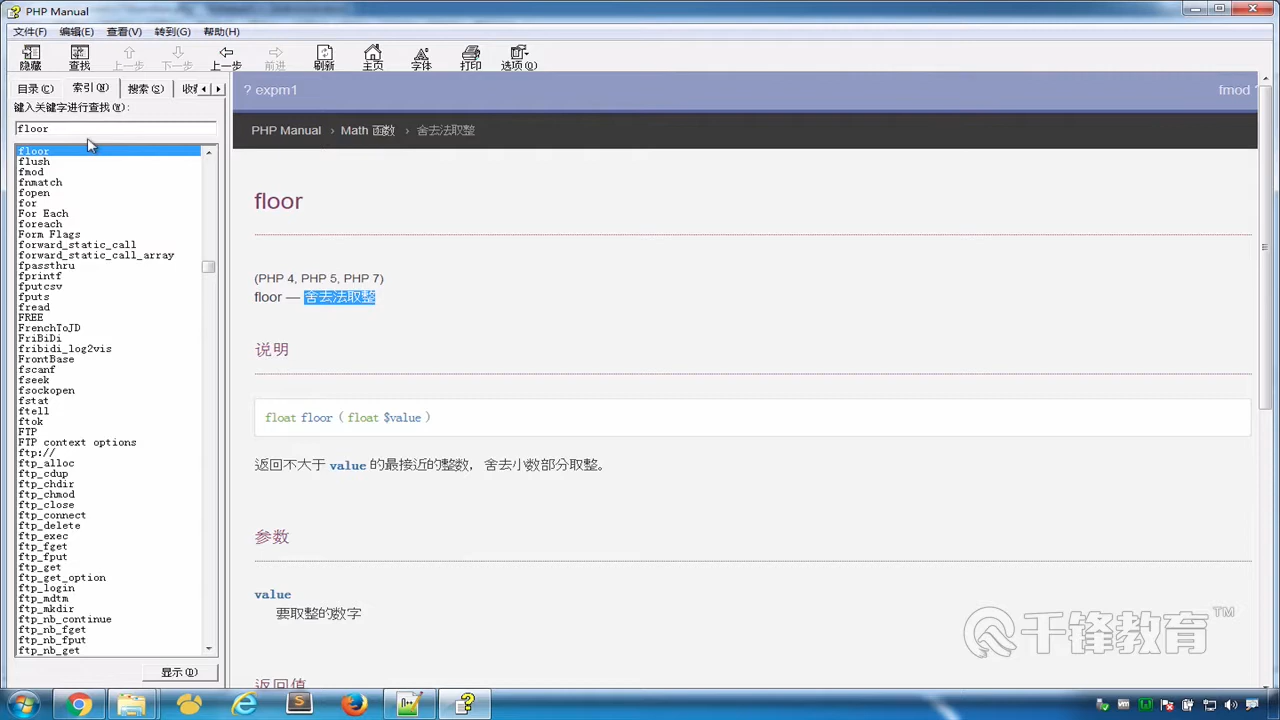 PHP Manual
文件(F) 编辑(E) 查看(V) 转到(G) 帮助(H)
隐藏 查找 上一步 下一步 上一步 前进 刷新 主页 字体 打印 选项(O)
目录(C) 索引(N) 搜索(S)
键入关键字进行查找(W):
floor
floor
flush
fmod
fnmatch
fopen
for
For Each
foreach
Form Flags
forward_static_call
forward_static_call_array
fpassthru
fprintf
fputcsv
fputs
fread
FREE
FrenchToJD
FriBiDi
fribidi_log2vis
FrontBase
fscanf
fseek
fsockopen
fstat
ftell
ftok
FTP
FTP context options
ftp://
ftp_alloc
ftp_cdup
ftp_chdir
ftp_chmod
ftp_close
ftp_connect
ftp_delete
ftp_exec
ftp_fget
ftp_fput
ftp_get
ftp_get_option
ftp_login
ftp_mdtm
ftp_mkdir
ftp_nb_continue
ftp_nb_fget
ftp_nb_fput
ftp_nb_get
显示(D)
? expm1
fmod
PHP Manual › Math 函数 › 舍去法取整
floor
(PHP 4, PHP 5, PHP 7)
floor — 舍去法取整
说明
float floor ( float $value )
返回不大于 value 的最接近的整数，舍去小数部分取整。
参数
value
要取整的数字
返回值
千锋教育™